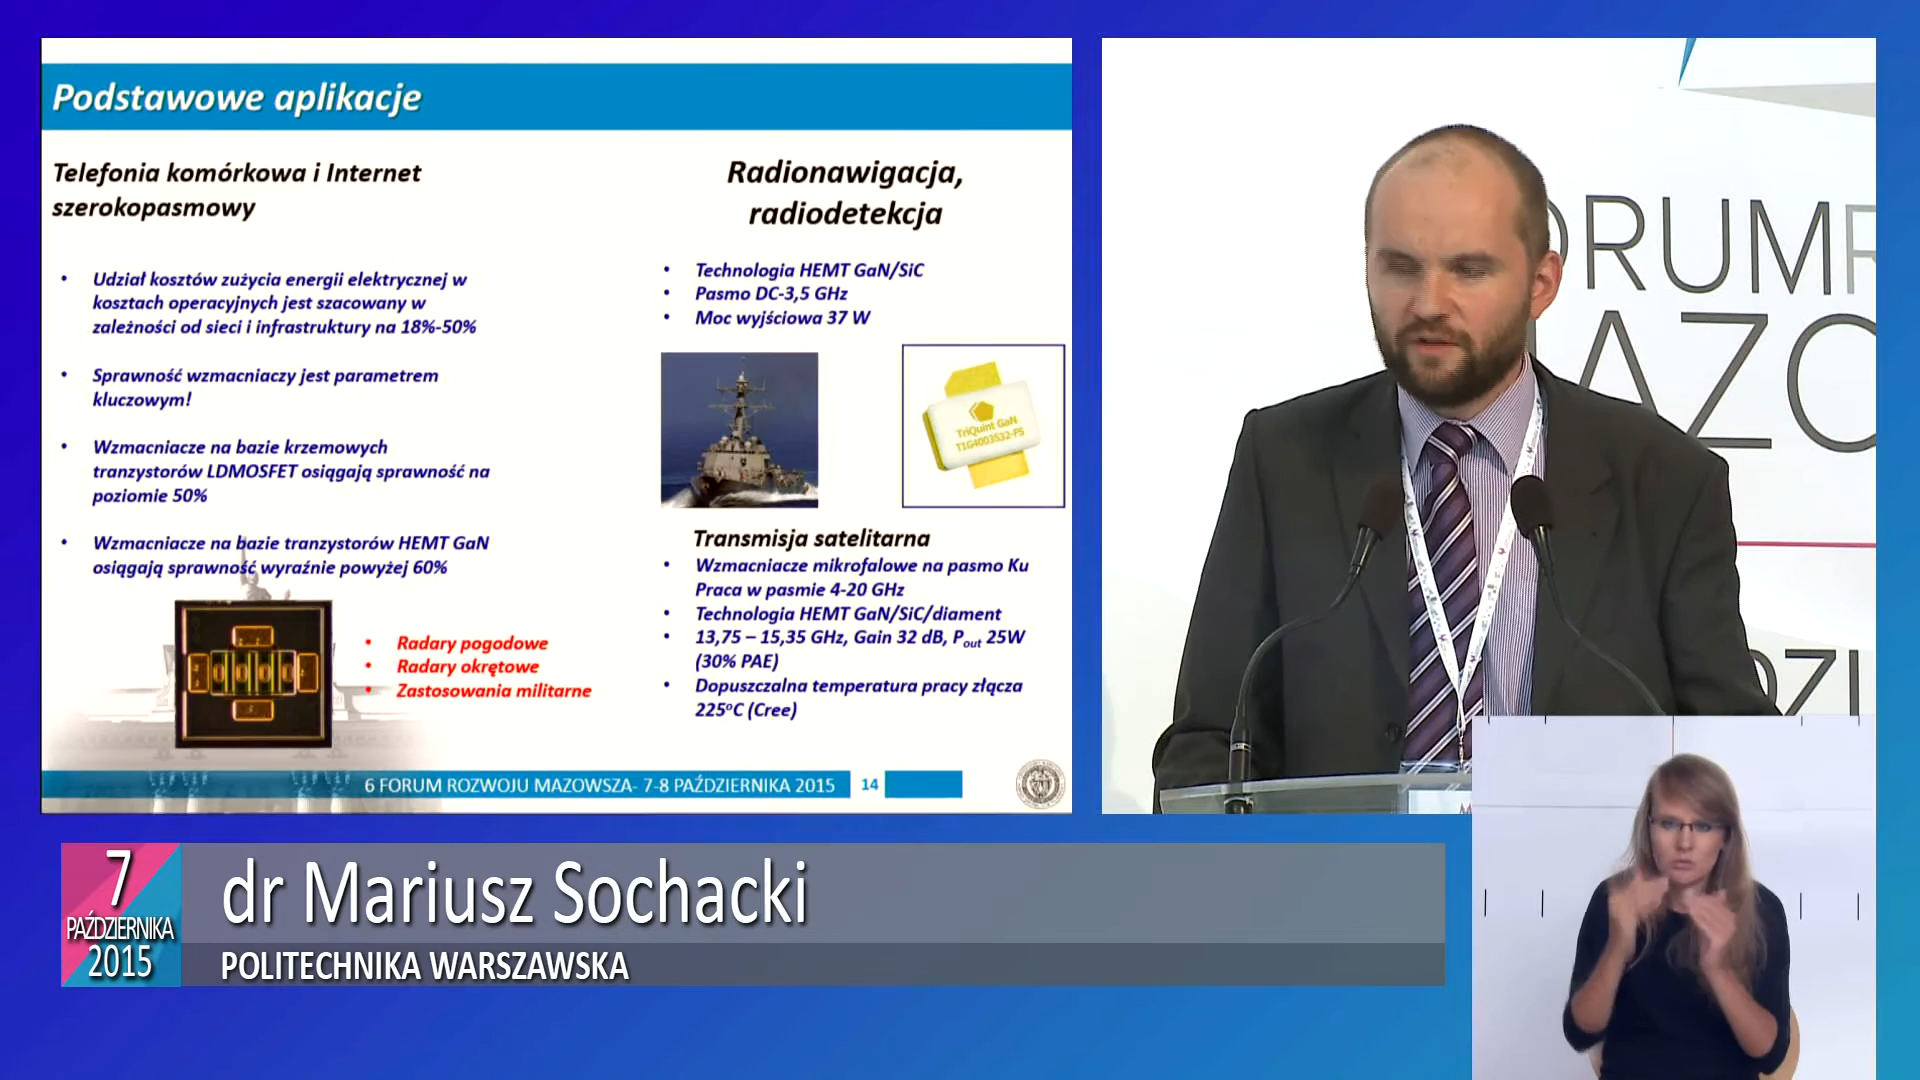 Podstawowe aplikacje
Telefonia komórkowa i Internet
szerokopasmowy
• Udział kosztów zużycia energii elektrycznej w
kosztach operacyjnych jest szacowany w
zależności od sieci i infrastruktury na 18%-50%
• Sprawność wzmacniaczy jest parametrem
kluczowym!
• Wzmacniacze na bazie krzemowych
tranzystorów LDMOSFET osiągają sprawność na
poziomie 50%
• Wzmacniacze na bazie tranzystorów HEMT GaN
osiągają sprawność wyraźnie powyżej 60%
• Radary pogodowe
• Radary okrętowe
• Zastosowania militarne
Radionawigacja,
radiodetekcja
• Technologia HEMT GaN/SiC
• Pasmo DC-3,5 GHz
• Moc wyjściowa 37 W
TriQuint GaN
T1G4003532-FS
Transmisja satelitarna
• Wzmacniacze mikrofalowe na pasmo Ku
Praca w pasmie 4-20 GHz
• Technologia HEMT GaN/SiC/diament
• 13,75 – 15,35 GHz, Gain 32 dB, Pout 25W
(30% PAE)
• Dopuszczalna temperatura pracy złącza
225°C (Cree)
6 FORUM ROZWOJU MAZOWSZA- 7-8 PAŹDZIERNIKA 2015 14
ORUMR
AZO
DZI
7
PAŹDZIERNIKA
2015
dr Mariusz Sochacki
POLITECHNIKA WARSZAWSKA